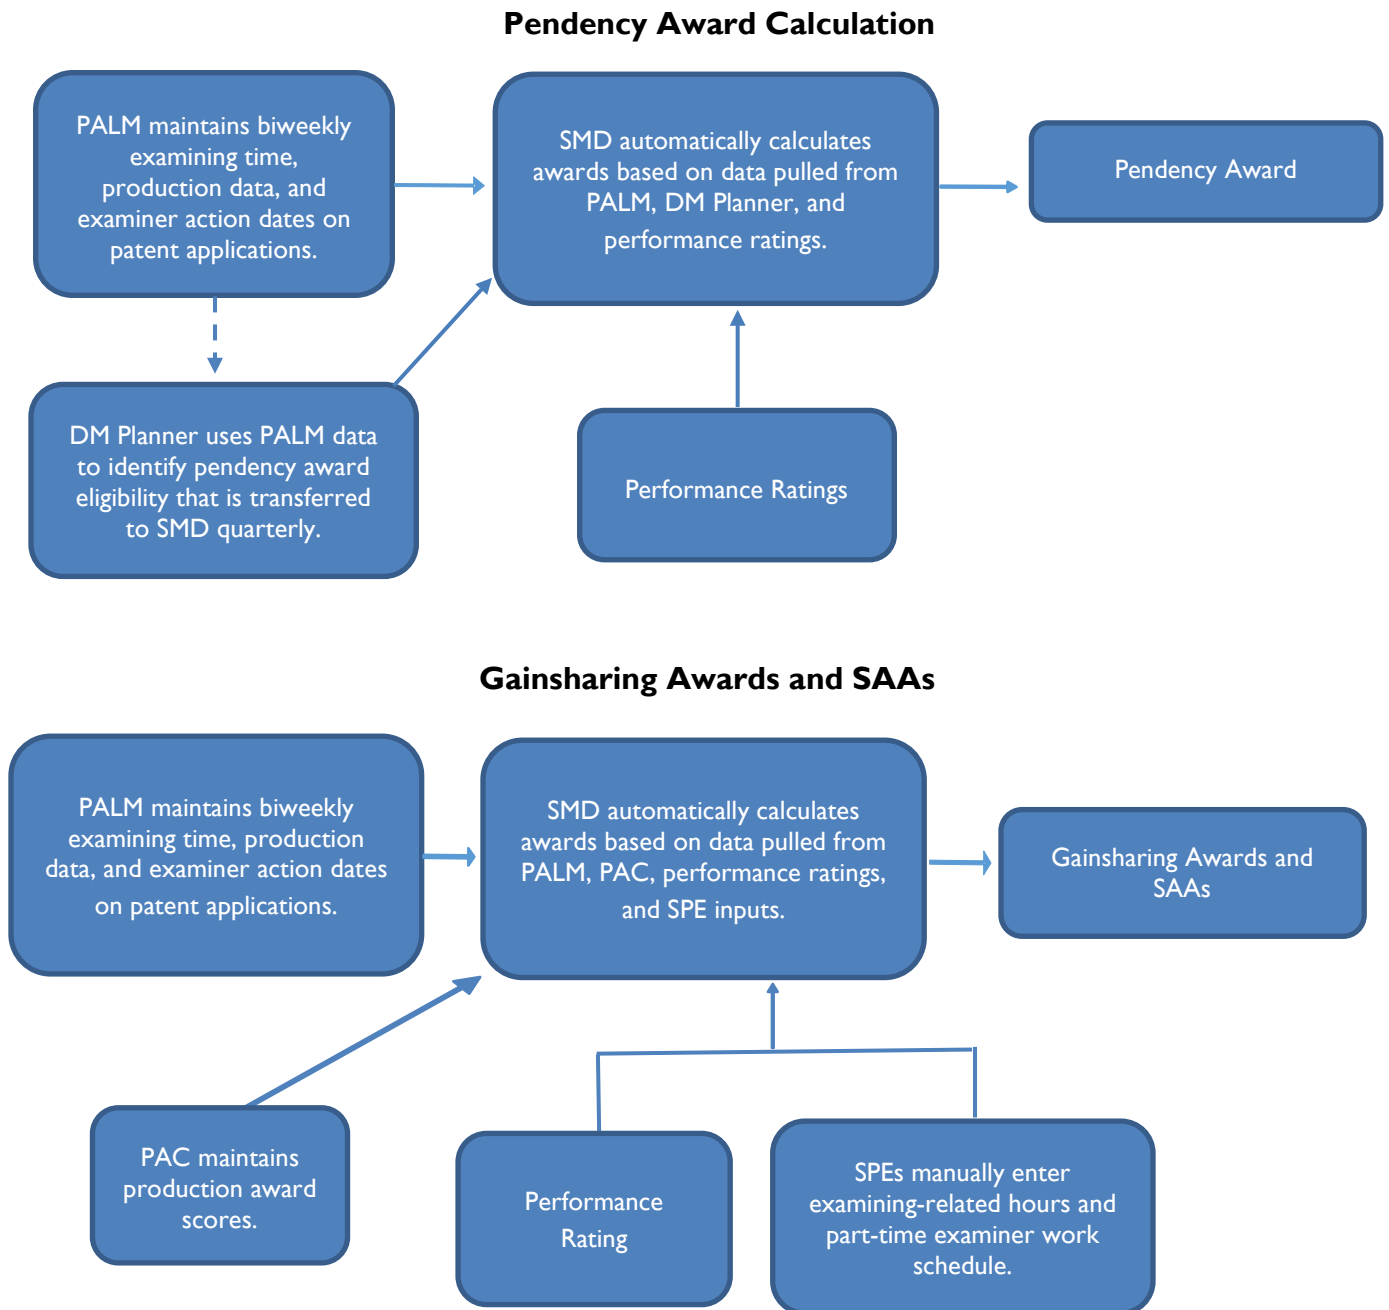 Pendency Award Calculation
PALM maintains biweekly
examining time,
production data, and
examiner action dates on
patent applications.
SMD automatically calculates
awards based on data pulled from
PALM, DM Planner, and
performance ratings.
Pendency Award
DM Planner uses PALM data
to identify pendency award
eligibility that is transferred
to SMD quarterly.
Performance Ratings
Gainsharing Awards and SAAs
PALM maintains biweekly
examining time, production
data, and examiner action dates
on patent applications.
SMD automatically calculates
awards based on data pulled from
PALM, PAC, performance ratings,
and SPE inputs.
Gainsharing Awards and
SAAs
PAC maintains
production award
scores.
Performance
Rating
SPEs manually enter
examining-related hours and
part-time examiner work
schedule.